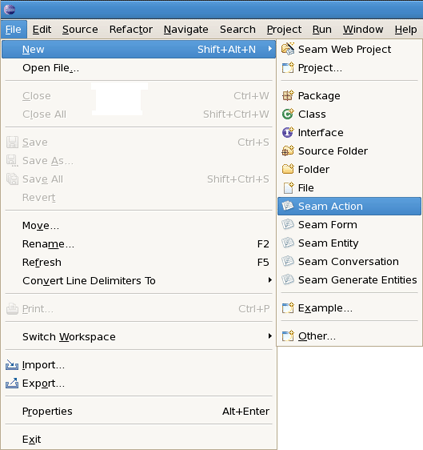 File Edit Source Refactor Navigate Search Project Run Window Help
New Shift+Alt+N
Open File...
Close Ctrl+W
Close All Shift+Ctrl+W
Save Ctrl+S
Save As...
Save All Shift+Ctrl+S
Revert
Move...
Rename... F2
Refresh F5
Convert Line Delimiters To
Print... Ctrl+P
Switch Workspace
Import...
Export...
Properties Alt+Enter
Exit
Seam Web Project
Project...
Package
Class
Interface
Source Folder
Folder
File
Seam Action
Seam Form
Seam Entity
Seam Conversation
Seam Generate Entities
Example...
Other...